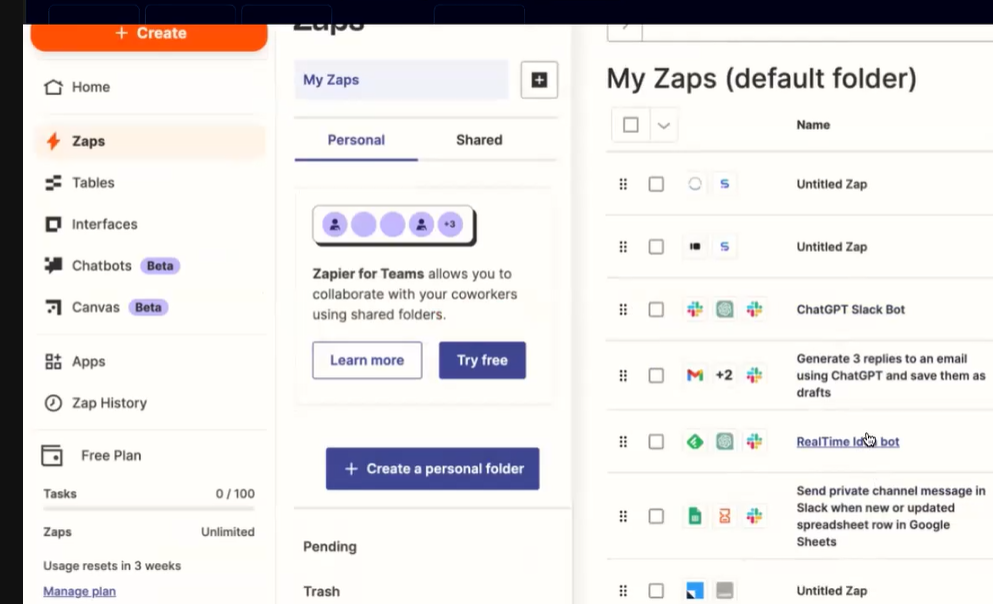 + Create
Home
Zaps
Tables
Interfaces
Chatbots Beta
Canvas Beta
Apps
Zap History
Free Plan
Tasks 0 / 100
Zaps Unlimited
Usage resets in 3 weeks
Manage plan
Zaps
My Zaps
Personal Shared
+3
Zapier for Teams allows you to
collaborate with your coworkers
using shared folders.
Learn more Try free
+ Create a personal folder
Pending
Trash
My Zaps (default folder)
Name
S Untitled Zap
S Untitled Zap
ChatGPT Slack Bot
+2
Generate 3 replies to an email
using ChatGPT and save them as
drafts
RealTime bot
Send private channel message in
Slack when new or updated
spreadsheet row in Google
Sheets
Untitled Zap